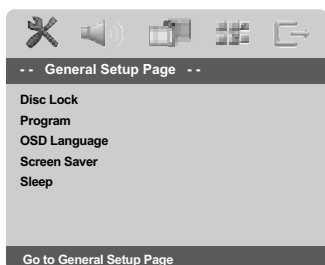 - - General Setup Page - -
Disc Lock
Program
OSD Language
Screen Saver
Sleep
Go to General Setup Page